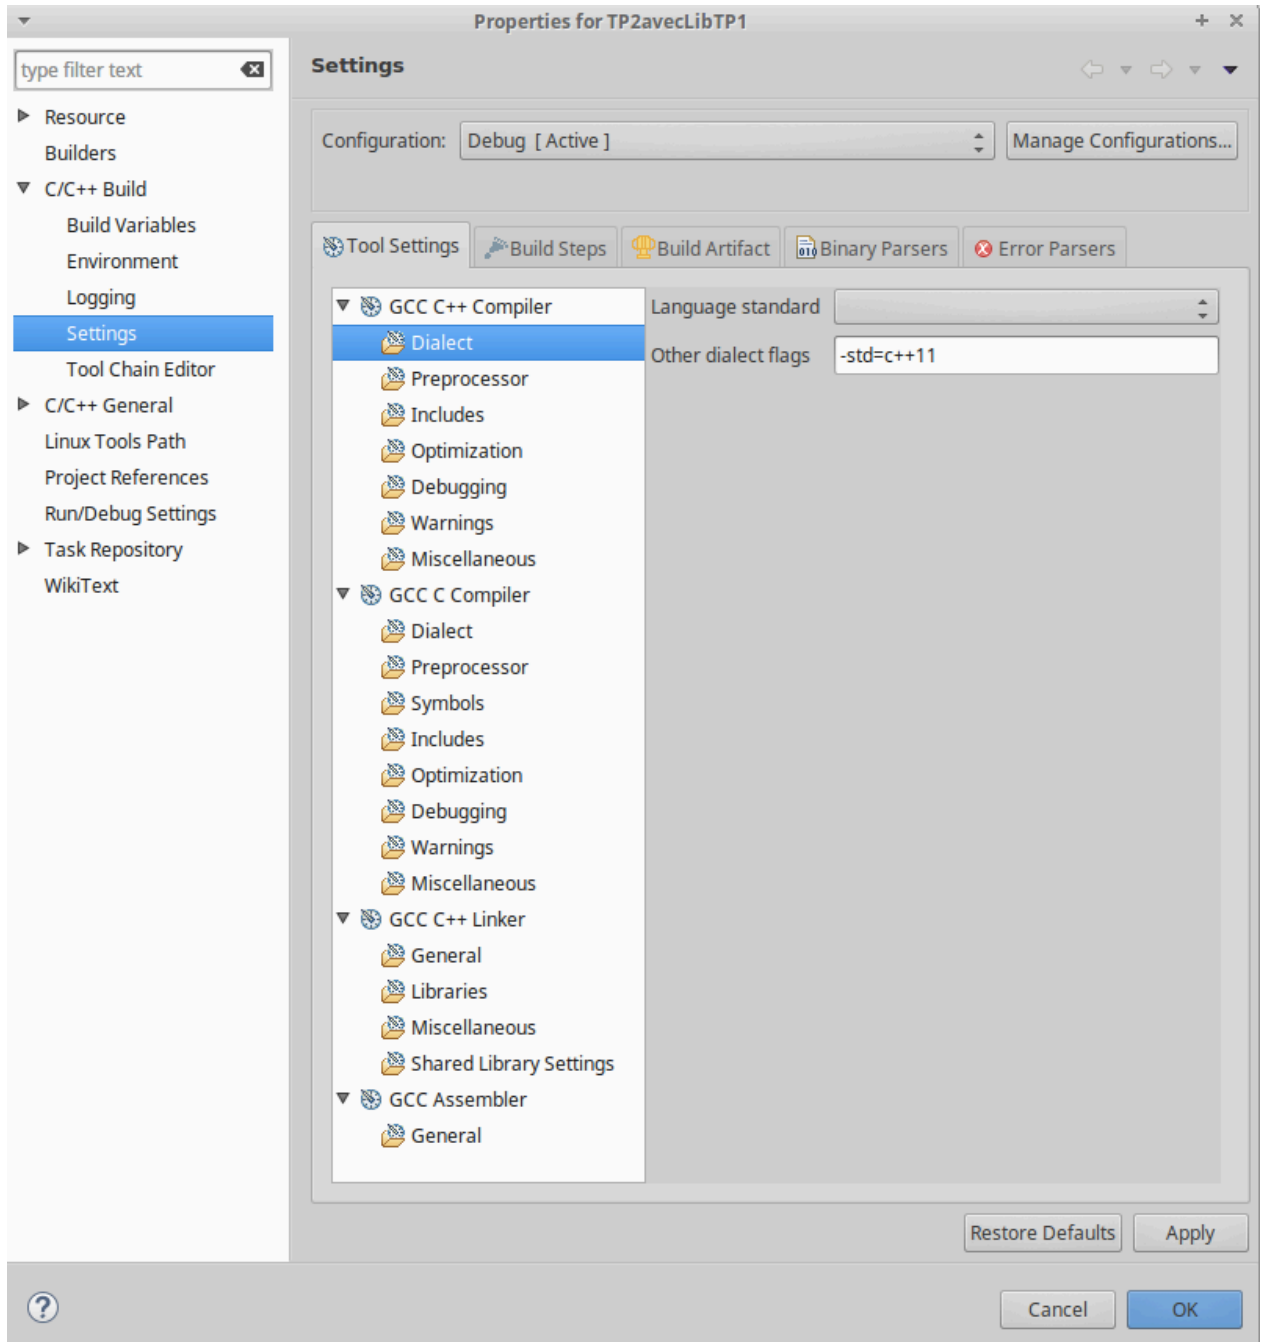 Properties for TP2avecLibTP1
type filter text
Resource
Builders
C/C++ Build
Build Variables
Environment
Logging
Settings
Tool Chain Editor
C/C++ General
Linux Tools Path
Project References
Run/Debug Settings
Task Repository
WikiText
Settings
Configuration: Debug [ Active ] Manage Configurations...
Tool Settings Build Steps Build Artifact Binary Parsers Error Parsers
GCC C++ Compiler
Dialect
Preprocessor
Includes
Optimization
Debugging
Warnings
Miscellaneous
GCC C Compiler
Dialect
Preprocessor
Symbols
Includes
Optimization
Debugging
Warnings
Miscellaneous
GCC C++ Linker
General
Libraries
Miscellaneous
Shared Library Settings
GCC Assembler
General
Language standard
Other dialect flags -std=c++11
Restore Defaults Apply
Cancel OK